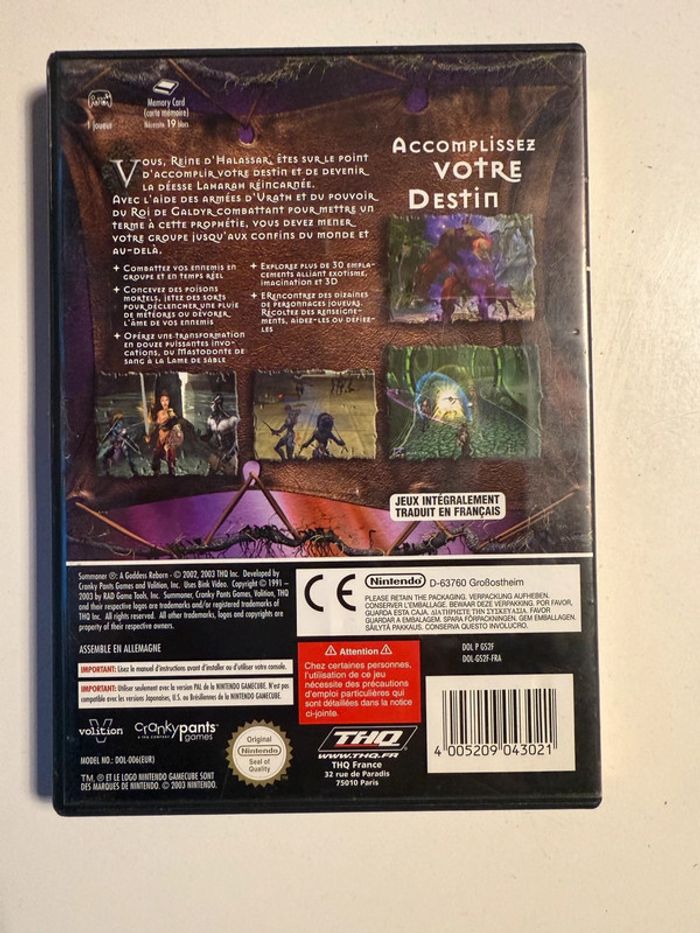 1 joueur
Memory Card
(carte mémoire)
Nécessite 19 blocs
Vous, Reine d'Halassar, êtes sur le point
d'accomplir votre destin et de devenir
la déesse Laharah réincarnée.
Avec l'aide des armées d'Urath et du pouvoir
du Roi de Galdyr combattant pour mettre un
terme à cette prophétie, vous devez mener
votre groupe jusqu'aux confins du monde et
au-delà.
Accomplissez
votre
Destin
+ Combattez vos ennemis en
groupe et en temps réel
+ Concevez des poisons
mortels, jetez des sorts
pour déclencher une pluie
de météores ou dévorer
l'âme de vos ennemis
+ Opérez une transformation
en douze puissantes invo-
cations, du Mastodonte de
sang à la Lame de sable
+ Explorez plus de 30 empla-
cements alliant exotisme,
imagination et 3D
+ ERencontrez des dizaines
de personnages joueurs.
Récoltez des renseigne-
ments, aidez-les ou défiez-
les
JEUX INTÉGRALEMENT
TRADUIT EN FRANÇAIS
Summoner ®: A Goddess Reborn - © 2002, 2003 THQ Inc. Developed by
Cranky Pants Games and Volition, Inc. Uses Bink Video. Copyright © 1991–
2003 by RAD Game Tools, Inc. Summoner, Cranky Pants Games, Volition, THQ
and their respective logos are trademarks and/or registered trademarks of
THQ Inc. All rights reserved. All other trademarks, logos and copyrights are
property of their respective owners.
ASSEMBLE EN ALLEMAGNE
IMPORTANT: Lisez le manuel d'instructions avant d'installer ou d'utiliser votre console.
IMPORTANT: Utiliser seulement avec la version PAL de la NINTENDO GAMECUBE. N'est pas
compatible avec les versions Japonaises, U.S. ou Brésiliennes de la NINTENDO GAMECUBE.
CE
Nintendo D-63760 Großostheim
PLEASE RETAIN THE PACKAGING. VERPACKUNG AUFHEBEN.
CONSERVER L'EMBALLAGE. BEWAAR DEZE VERPAKKING. POR FAVOR,
GUARDA ESTA CAJA. ΔΙΑΤΗΡΗΣΤΕ ΤΗΝ ΣΥΣΚΕΥΑΣΙΑ. FAVOR
GUARDAR A EMBALAGEM. SPARA FÖRPACKNINGEN. GEM EMBALLAGEN.
SÄILYTÄ PAKKAUS. CONSERVA QUESTO INVOLUCRO.
Attention
Chez certaines personnes,
l'utilisation de ce jeu
nécessite des précautions
d'emploi particulières qui
sont détaillées dans la notice
ci-jointe.
DOL P GS2F
DOL-GS2F-FRA
4 005209 043021
volition
crankypants
A THQ COMPANY games
Original
Nintendo
Seal of
Quality
THQ
WWW.THQ.FR
THQ France
32 rue de Paradis
75010 Paris
MODEL NO.: DOL-006(EUR)
TM, ® ET LE LOGO NINTENDO GAMECUBE SONT
DES MARQUES DE NINTENDO. © 2003 NINTENDO.